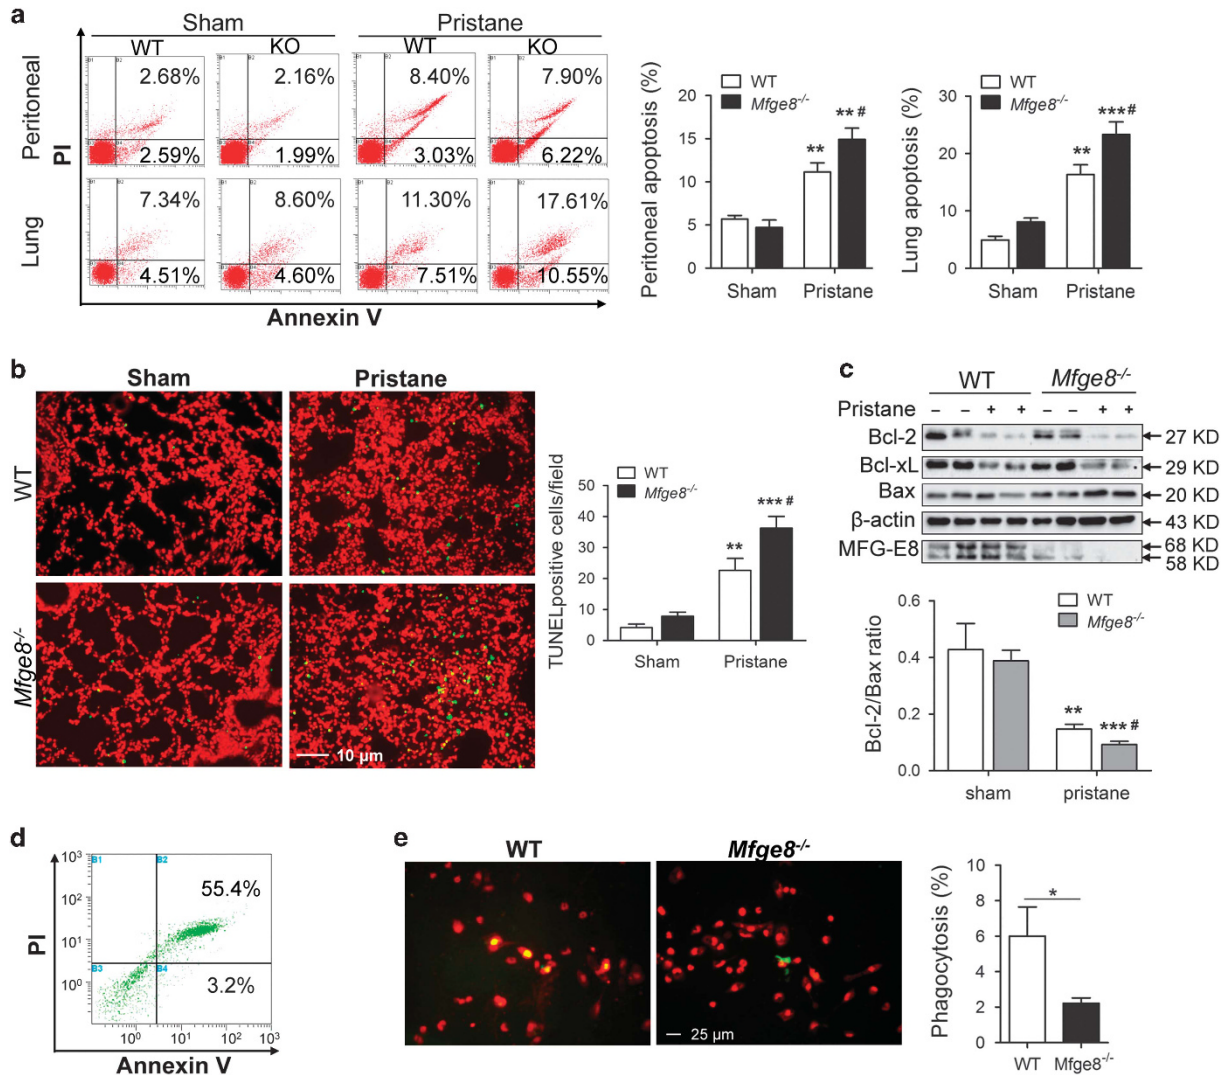 a
Sham
Pristane
WT
KO
WT
KO
Peritoneal
2.68%
2.16%
8.40%
7.90%
2.59%
1.99%
3.03%
6.22%
PI
Lung
7.34%
8.60%
11.30%
17.61%
4.51%
4.60%
7.51%
10.55%
Annexin V
Peritoneal apoptosis (%)
WT
Mfge8-/-
20
15
10
5
0
**
**#
Sham
Pristane
Lung apoptosis (%)
WT
Mfge8-/-
30
20
10
0
**
***#
Sham
Pristane
b
Sham
Pristane
WT
Mfge8-/-
10 µm
TUNELpositive cells/field
WT
Mfge8-/-
50
40
30
20
10
0
**
***#
Sham
Pristane
c
WT
Mfge8-/-
Pristane – – + + – – + +
Bcl-2 27 KD
Bcl-xL 29 KD
Bax 20 KD
β-actin 43 KD
MFG-E8 68 KD
58 KD
Bcl-2/Bax ratio
WT
Mfge8-/-
0.6
0.4
0.2
0.0
**
***#
sham
pristane
d
B1
B2
55.4%
B3
B4
3.2%
PI
10³
10²
10¹
10⁰
10⁰ 10¹ 10² 10³
Annexin V
e
WT
Mfge8-/-
25 µm
Phagocytosis (%)
10
8
6
4
2
0
*
WT
Mfge8-/-